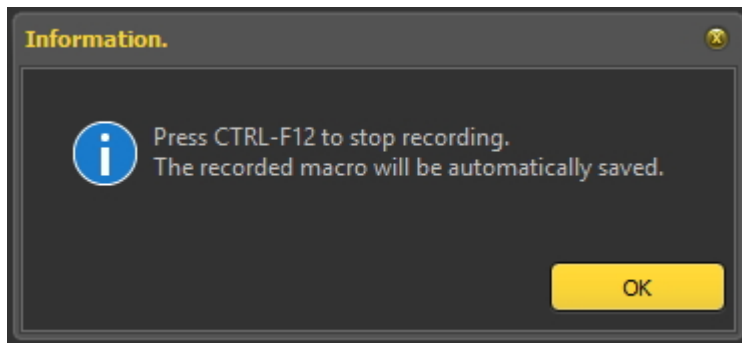 Information.
Press CTRL-F12 to stop recording.
The recorded macro will be automatically saved.
OK